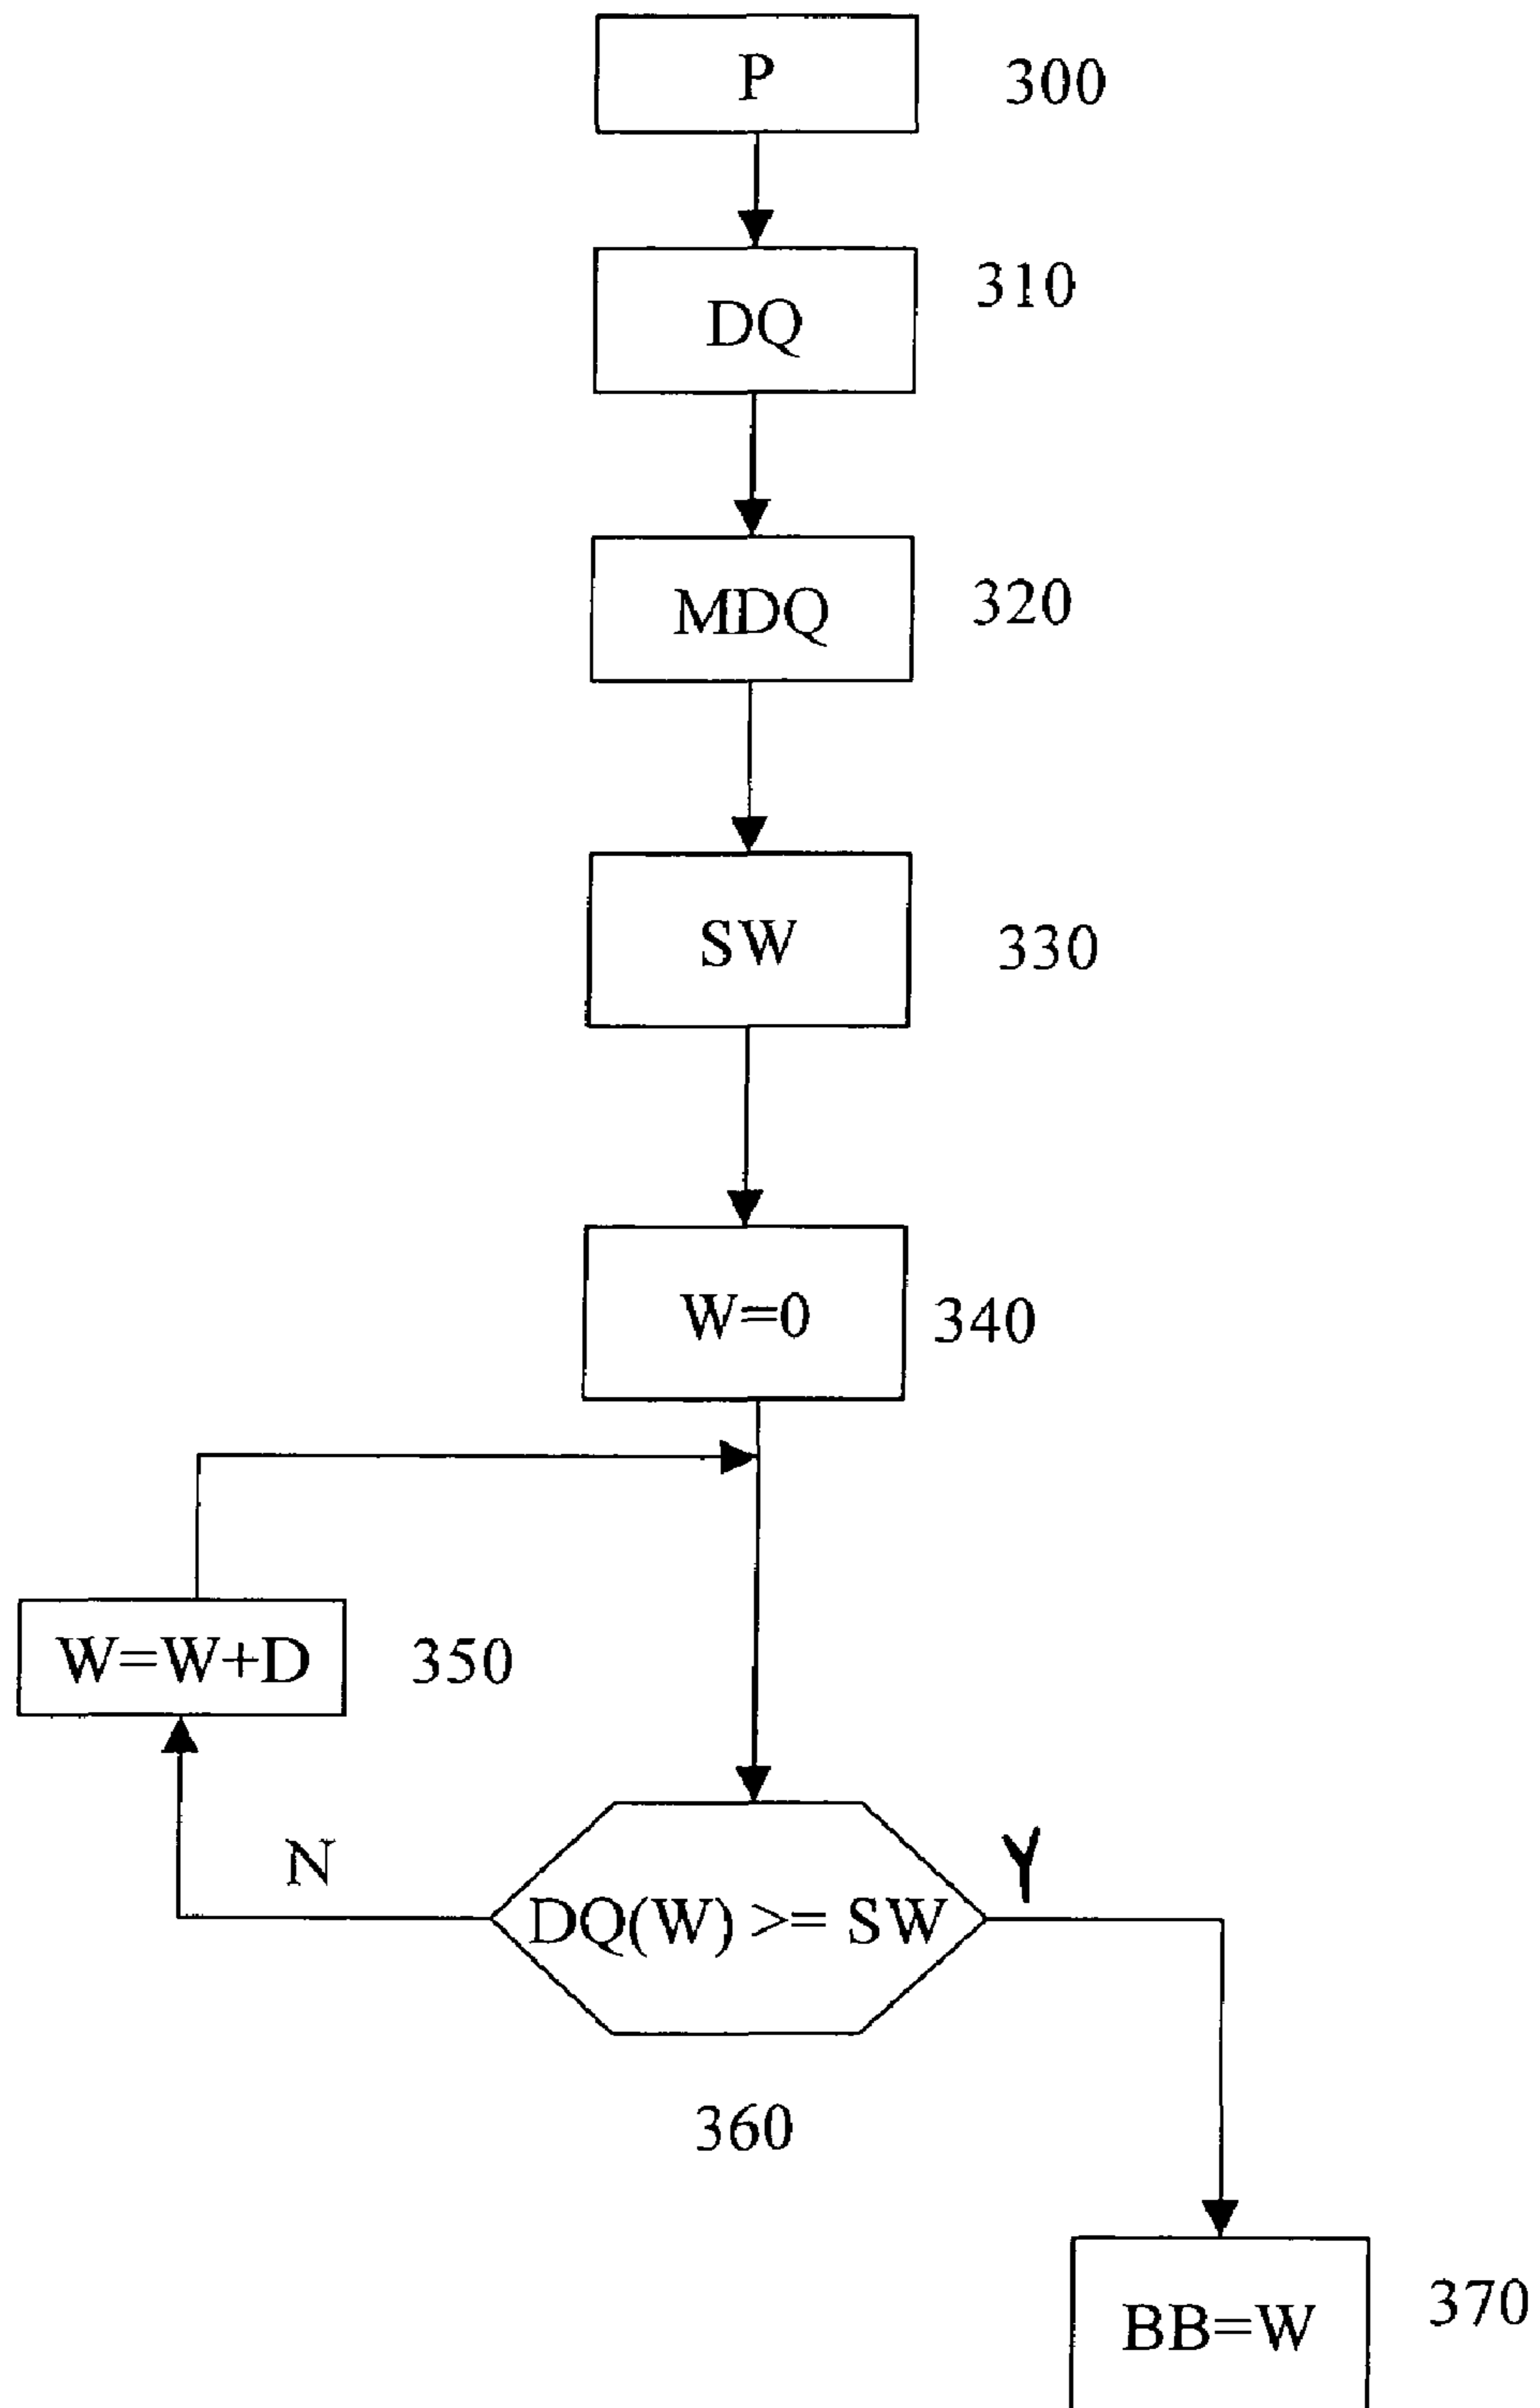 P
300
DQ
310
MDQ
320
SW
330
W=0
340
W=W+D
350
N
DQ(W) >= SW
Y
360
BB=W
370